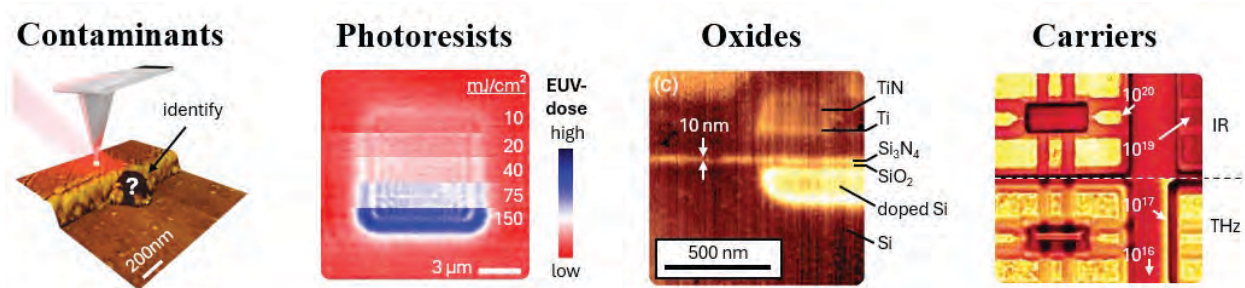 Contaminants
identify
?
200nm
Photoresists
mJ/cm²
10
20
40
75
150
3 µm
EUV-
dose
high
low
Oxides
(c)
10 nm
500 nm
TiN
Ti
Si₃N₄
SiO₂
doped Si
Si
Carriers
10²⁰
10¹⁹
IR
10¹⁷
10¹⁶
THz